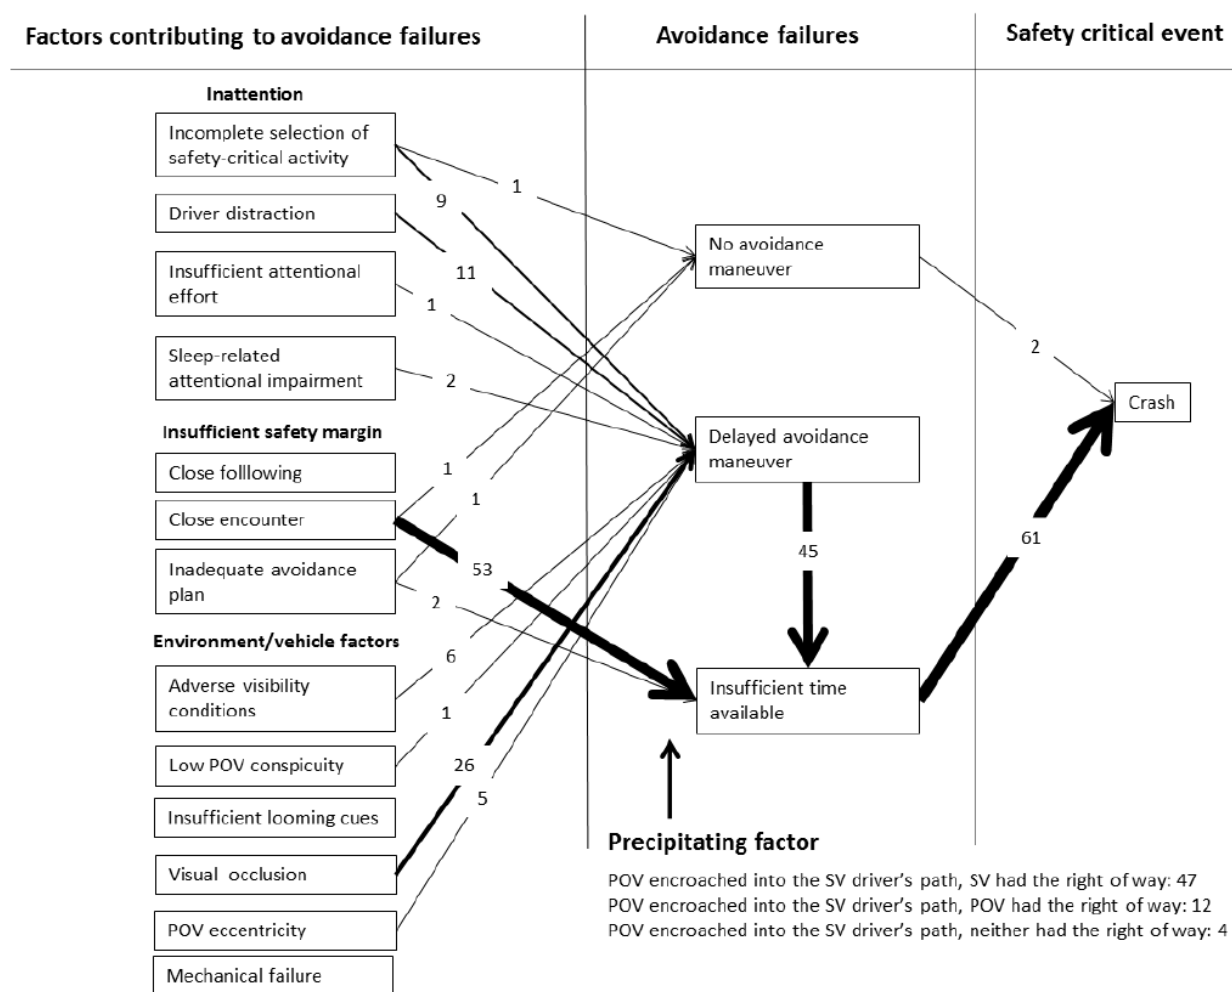 Factors contributing to avoidance failures
Avoidance failures
Safety critical event
Inattention
Incomplete selection of
safety-critical activity
Driver distraction
Insufficient attentional
effort
Sleep-related
attentional impairment
Insufficient safety margin
Close folllowing
Close encounter
Inadequate avoidance
plan
Environment/vehicle factors
Adverse visibility
conditions
Low POV conspicuity
Insufficient looming cues
Visual occlusion
POV eccentricity
Mechanical failure
1
9
11
1
2
1
1
53
2
6
1
26
5
No avoidance
maneuver
Delayed avoidance
maneuver
45
Insufficient time
available
2
61
Crash
Precipitating factor
POV encroached into the SV driver's path, SV had the right of way: 47
POV encroached into the SV driver's path, POV had the right of way: 12
POV encroached into the SV driver's path, neither had the right of way: 4